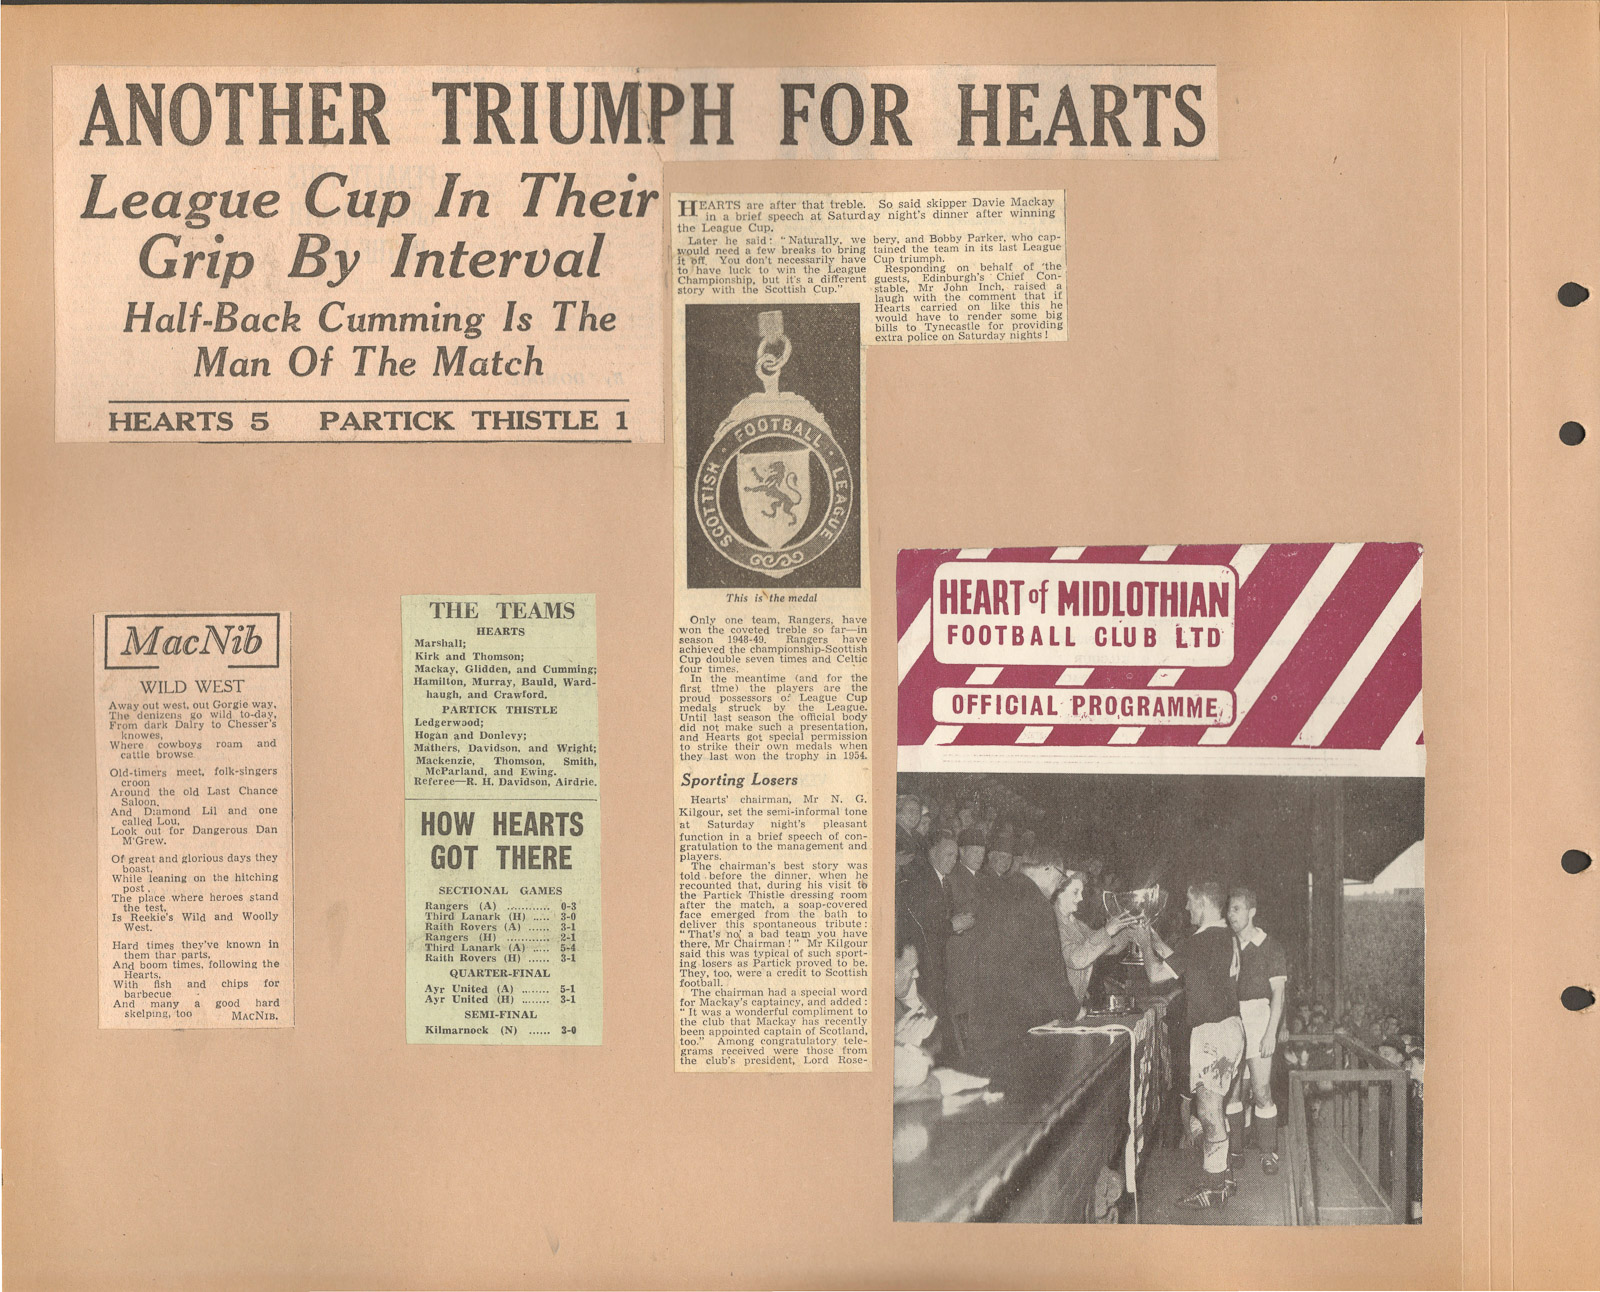 ANOTHER TRIUMPH FOR HEARTS
League Cup In Their
Grip By Interval
Half-Back Cumming Is The
Man Of The Match
HEARTS 5 PARTICK THISTLE 1
HEARTS are after that treble. So said skipper Davie Mackay
in a brief speech at Saturday night's dinner after winning
the League Cup.
Later he said: "Naturally, we
would need a few breaks to bring
it off. You don't necessarily have
to have luck to win the League
Championship, but it's a different
story with the Scottish Cup."
SCOTTISH · FOOTBALL · LEAGUE
This is the medal
Only one team, Rangers, have
won the coveted treble so far—in
season 1948-49. Rangers have
achieved the championship-Scottish
Cup double seven times and Celtic
four times.
In the meantime (and for the
first time) the players are the
proud possessors of League Cup
medals struck by the League.
Until last season the official body
did not make such a presentation,
and Hearts got special permission
to strike their own medals when
they last won the trophy in 1954.
Sporting Losers
Hearts' chairman, Mr N. G.
Kilgour, set the semi-informal tone
at Saturday night's pleasant
function in a brief speech of con-
gratulation to the management and
players.
The chairman's best story was
told before the dinner, when he
recounted that, during his visit to
the Partick Thistle dressing room
after the match, a soap-covered
face emerged from the bath to
deliver this spontaneous tribute:
"That's no' a bad team you have
there, Mr Chairman!" Mr Kilgour
said this was typical of such sport-
ing losers as Partick proved to be.
They, too, were a credit to Scottish
football.
The chairman had a special word
for Mackay's captaincy, and added:
"It was a wonderful compliment to
the club that Mackay has recently
been appointed captain of Scotland,
too." Among congratulatory tele-
grams received were those from
the club's president, Lord Rose-
bery, and Bobby Parker, who cap-
tained the team in its last League
Cup triumph.
Responding on behalf of the
guests, Edinburgh's Chief Con-
stable, Mr John Inch, raised a
laugh with the comment that if
Hearts carried on like this he
would have to render some big
bills to Tynecastle for providing
extra police on Saturday nights!
MacNib
WILD WEST
Away out west, out Gorgie way,
The denizens go wild to-day,
From dark Dalry to Chesser's
knowes,
Where cowboys roam and
cattle browse.
Old-timers meet, folk-singers
croon
Around the old Last Chance
Saloon,
And Diamond Lil and one
called Lou,
Look out for Dangerous Dan
M'Grew.
Of great and glorious days they
boast,
While leaning on the hitching
post,
The place where heroes stand
the test,
Is Reekie's Wild and Woolly
West.
Hard times they've known in
them thar parts,
And boom times, following the
Hearts,
With fish and chips for
barbecue
And many a good hard
skelping, too MACNIB.
THE TEAMS
HEARTS
Marshall;
Kirk and Thomson;
Mackay, Glidden, and Cumming;
Hamilton, Murray, Bauld, Ward-
haugh, and Crawford.
PARTICK THISTLE
Ledgerwood;
Hogan and Donlevy;
Mathers, Davidson, and Wright;
Mackenzie, Thomson, Smith,
McParland, and Ewing.
Referee—R. H. Davidson, Airdrie.
HOW HEARTS
GOT THERE
SECTIONAL GAMES
Rangers (A) ........... 0-3
Third Lanark (H) ..... 3-0
Raith Rovers (A) ...... 3-1
Rangers (H) ........... 2-1
Third Lanark (A) ..... 5-4
Raith Rovers (H) ...... 3-1
QUARTER-FINAL
Ayr United (A) ........ 5-1
Ayr United (H) ........ 3-1
SEMI-FINAL
Kilmarnock (N) ...... 3-0
HEART of MIDLOTHIAN
FOOTBALL CLUB LTD
OFFICIAL PROGRAMME